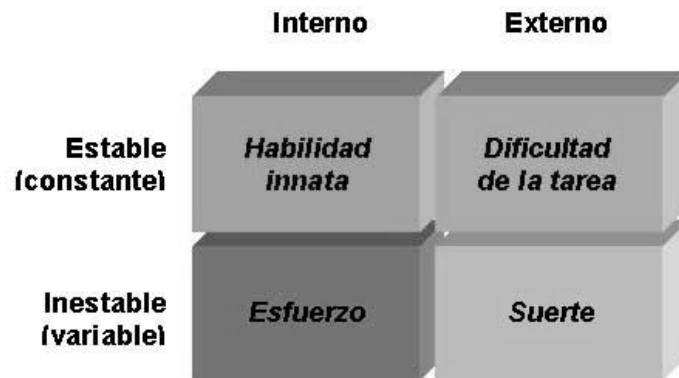 Interno Externo
Estable
(constante)
Habilidad
innata
Dificultad
de la tarea
Inestable
(variable)
Esfuerzo
Suerte